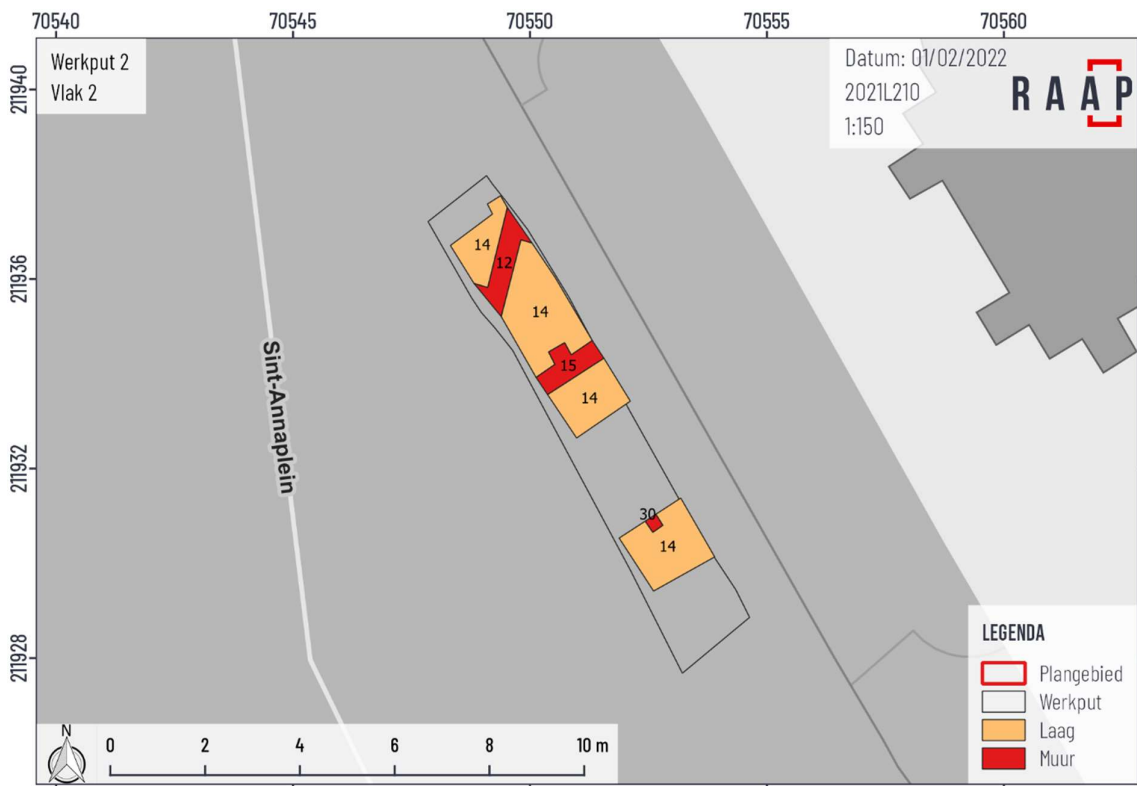 70540 70545 70550 70555 70560
Werkput 2
Vlak 2
Datum: 01/02/2022
2021L210
1:150
RAAP
211940
211936
211932
211928
14
12
14
15
14
30
14
Sint-Annaplein
LEGENDA
Plangebied
Werkput
Laag
Muur
N
0 2 4 6 8 10 m